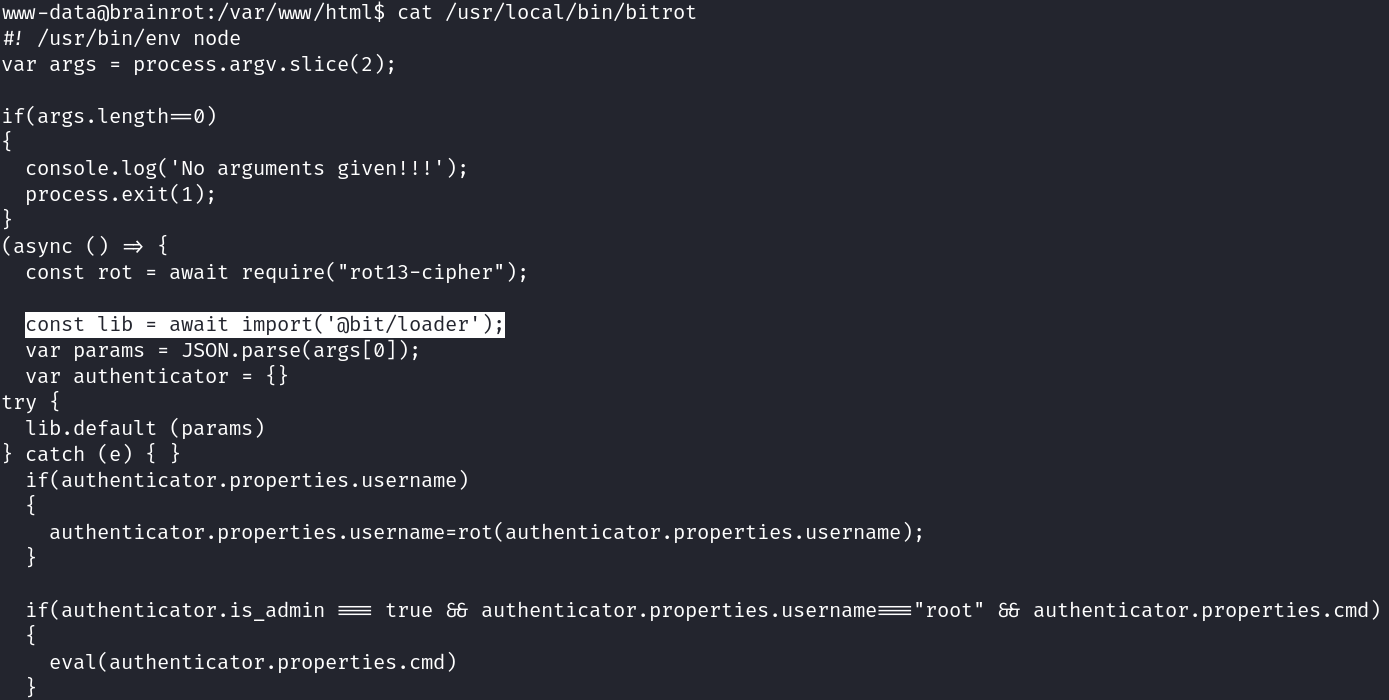 www-data@brainrot:/var/www/html$ cat /usr/local/bin/bitrot
#! /usr/bin/env node
var args = process.argv.slice(2);
if(args.length==0)
{
console.log('No arguments given!!!');
process.exit(1);
}
(async () => {
const rot = await require("rot13-cipher");
const lib = await import('@bit/loader');
var params = JSON.parse(args[0]);
var authenticator = {}
try {
lib.default (params)
} catch (e) { }
if(authenticator.properties.username)
{
authenticator.properties.username=rot(authenticator.properties.username);
}
if(authenticator.is_admin === true && authenticator.properties.username==="root" && authenticator.properties.cmd)
{
eval(authenticator.properties.cmd)
}